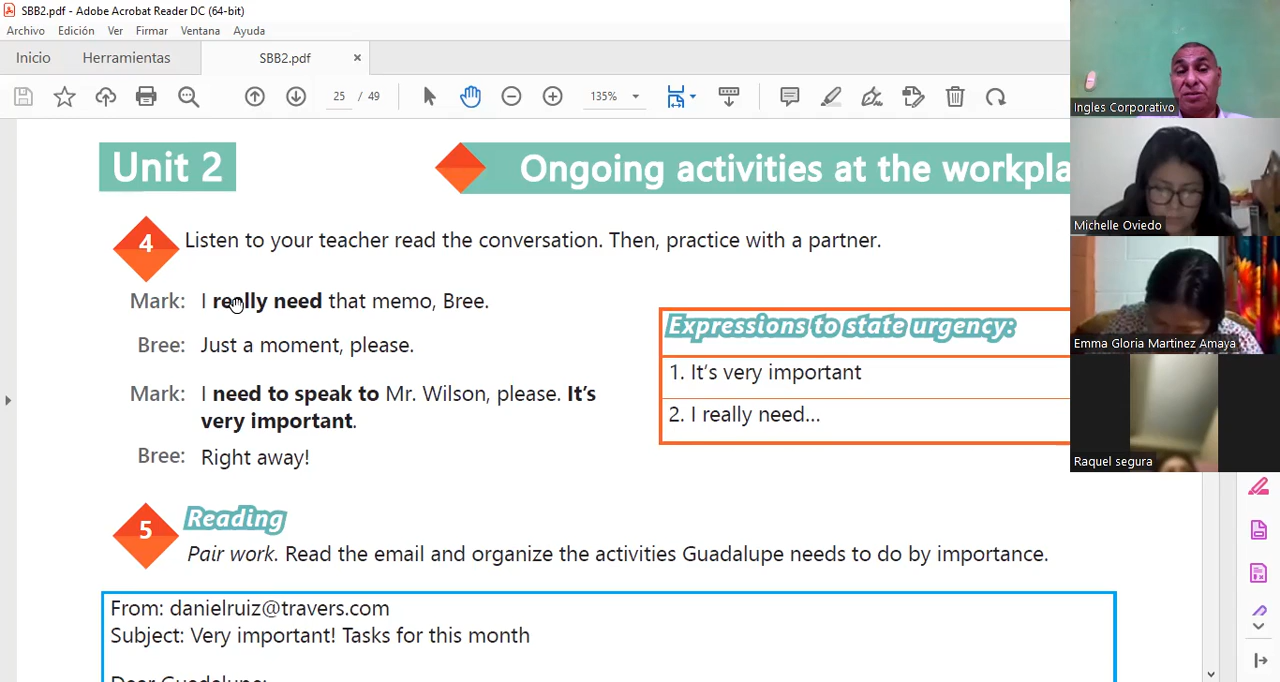 SBB2.pdf - Adobe Acrobat Reader DC (64-bit)
Archivo Edición Ver Firmar Ventana Ayuda
Inicio Herramientas SBB2.pdf ×
25 / 49 135%
Unit 2
Ongoing activities at the workpla
4 Listen to your teacher read the conversation. Then, practice with a partner.
Mark: I really need that memo, Bree.
Bree: Just a moment, please.
Mark: I need to speak to Mr. Wilson, please. It's
very important.
Bree: Right away!
Expressions to state urgency:
1. It's very important
2. I really need...
5 Reading
Pair work. Read the email and organize the activities Guadalupe needs to do by importance.
From: danielruiz@travers.com
Subject: Very important! Tasks for this month
Dear Guadalupe:
Ingles Corporativo
Michelle Oviedo
Emma Gloria Martinez Amaya
Raquel segura